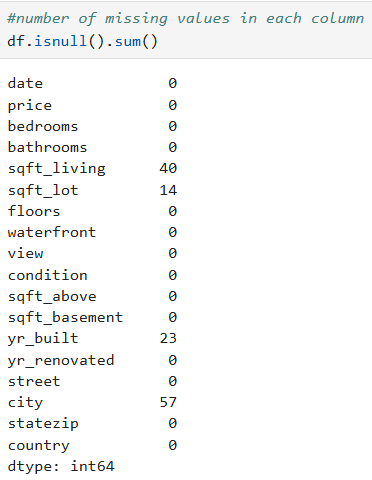 #number of missing values in each column
df.isnull().sum()
date 0
price 0
bedrooms 0
bathrooms 0
sqft_living 40
sqft_lot 14
floors 0
waterfront 0
view 0
condition 0
sqft_above 0
sqft_basement 0
yr_built 23
yr_renovated 0
street 0
city 57
statezip 0
country 0
dtype: int64